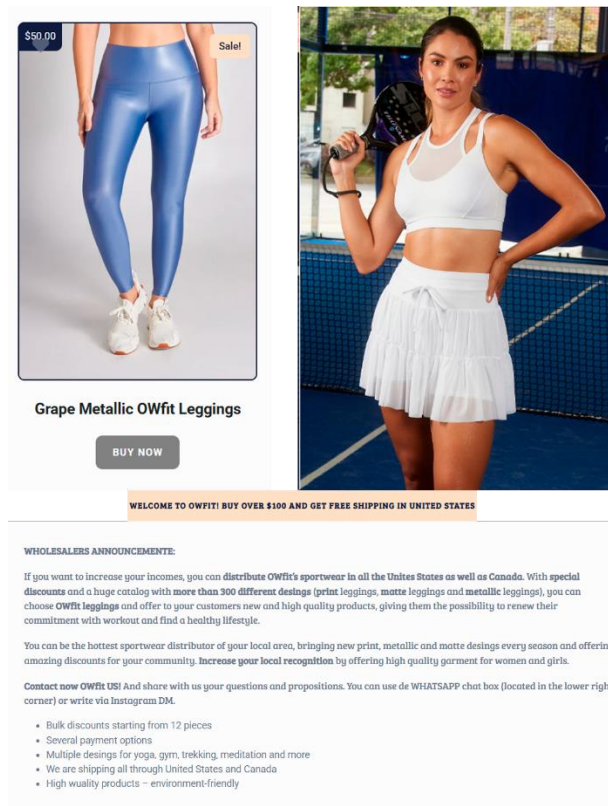 $50.00
Sale!
Grape Metallic OWfit Leggings
BUY NOW
WELCOME TO OWFIT! BUY OVER $100 AND GET FREE SHIPPING IN UNITED STATES
WHOLESALERS ANNOUNCEMENTE:
If you want to increase your incomes, you can distribute OWfit's sportwear in all the Unites States as well as Canada. With special
discounts and a huge catalog with more than 300 different desings (print leggings, matte leggings and metallic leggings), you can
choose OWfit leggings and offer to your customers new and high quality products, giving them the possibility to renew their
commitment with workout and find a healthy lifestyle.
You can be the hottest sportwear distributor of your local area, bringing new print, metallic and matte desings every season and offerin
amazing discounts for your community. Increase your local recognition by offering high quality garment for women and girls.
Contact now OWfit US! And share with us your questions and propositions. You can use de WHATSAPP chat box (located in the lower righ
corner) or write via Instagram DM.
Bulk discounts starting from 12 pieces
Several payment options
Multiple desings for yoga, gym, trekking, meditation and more
We are shipping all through United States and Canada
High wuality products – environment-friendly